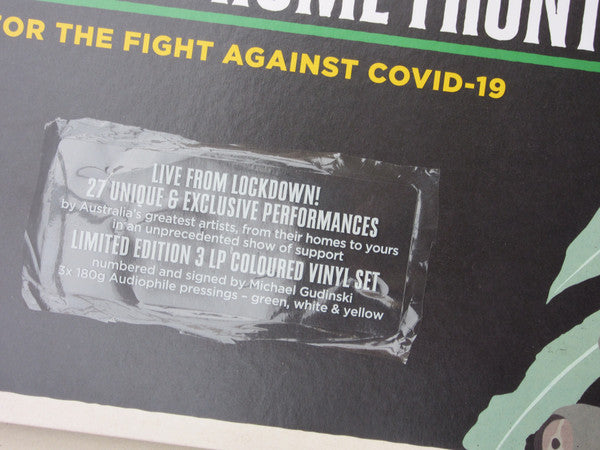 HOME FRONT
FOR THE FIGHT AGAINST COVID-19
LIVE FROM LOCKDOWN!
27 UNIQUE & EXCLUSIVE PERFORMANCES
by Australia's greatest artists, from their homes to yours
in an unprecedented show of support
LIMITED EDITION 3 LP COLOURED VINYL SET
numbered and signed by Michael Gudinski
3x 180g Audiophile pressings – green, white & yellow